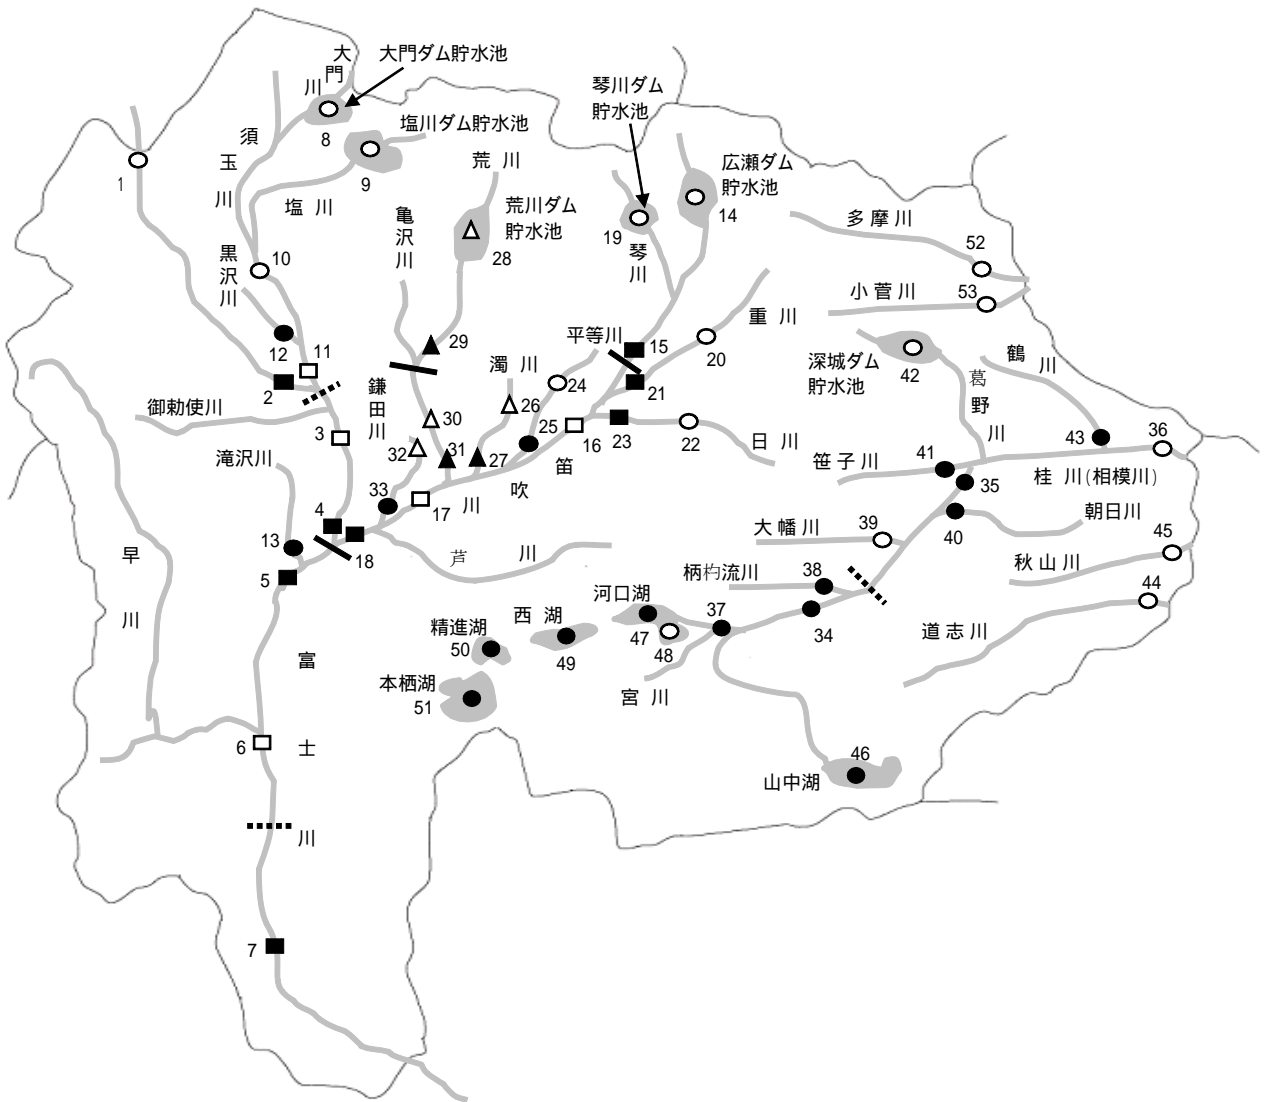 大門川
大門ダム貯水池
8
須玉川
塩川ダム貯水池
9
塩川
1
荒川
荒川ダム
貯水池
28
亀沢川
琴川ダム
貯水池
19
琴川
広瀬ダム
貯水池
14
多摩川
52
小菅川
53
黒沢川
10
12
11
2
29
平等川
15
重川
20
深城ダム
貯水池
42
葛野川
鶴川
御勅使川
3
鎌田川
30
濁川
26
24
21
25
16
23
22
日川
滝沢川
32
31
27
笛吹川
笹子川
41
35
43
36
桂川(相模川)
33
17
4
18
13
5
芦川
大幡川
39
40
朝日川
45
秋山川
44
早川
柄杓流川
38
34
37
河口湖
47
48
西湖
49
精進湖
50
本栖湖
51
宮川
道志川
富士川
6
46
山中湖
7